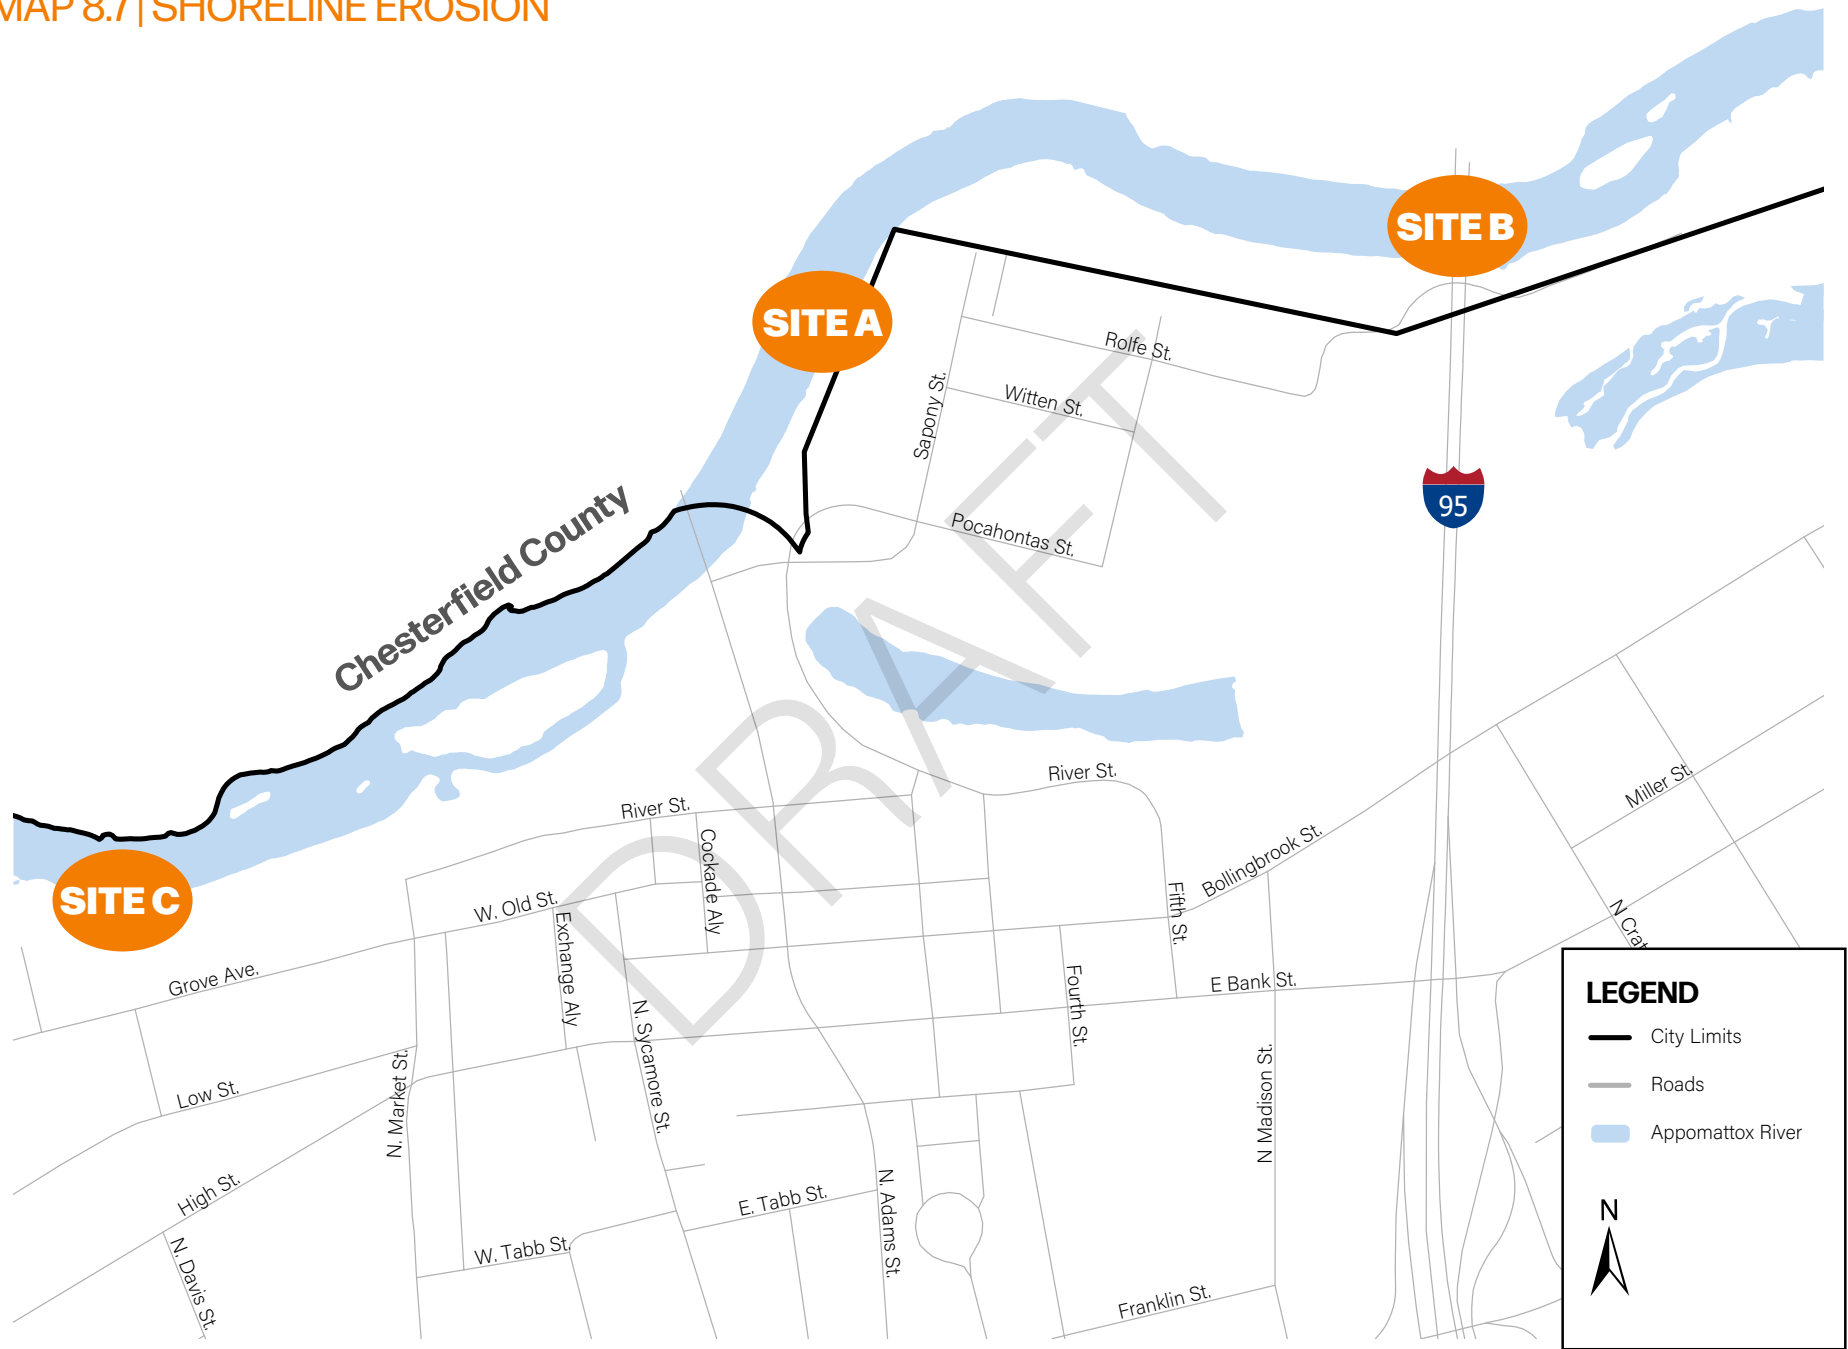 MAP 8.7 | SHORELINE EROSION
SITE B
SITE A
Rolfe St.
Witten St.
Sapony St.
95
Chesterfield County
Pocahontas St.
DRAFT
River St.
River St.
Miller St.
Cockade Aly
Bollingbrook St.
SITE C
W. Old St.
Exchange Aly
Fifth St.
N Crat
Grove Ave.
Fourth St.
E Bank St.
N. Sycamore St.
Low St.
N. Market St.
N Madison St.
High St.
E. Tabb St.
N. Adams St.
W. Tabb St.
N. Davis St.
Franklin St.
LEGEND
City Limits
Roads
Appomattox River
N